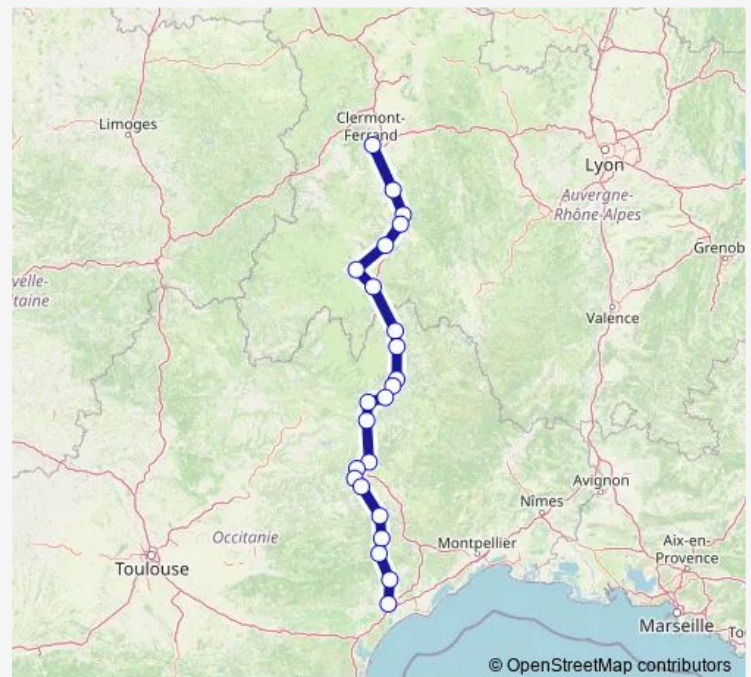 Limoges
Clermont-
Ferrand
Lyon
Auvergne-
Rhône-Alpes
Grenob
velle-
taine
Valence
Avignon
Nîmes
Occitanie
Montpellier
Aix-en-
Provence
Toulouse
Marseille
To
© OpenStreetMap contributors